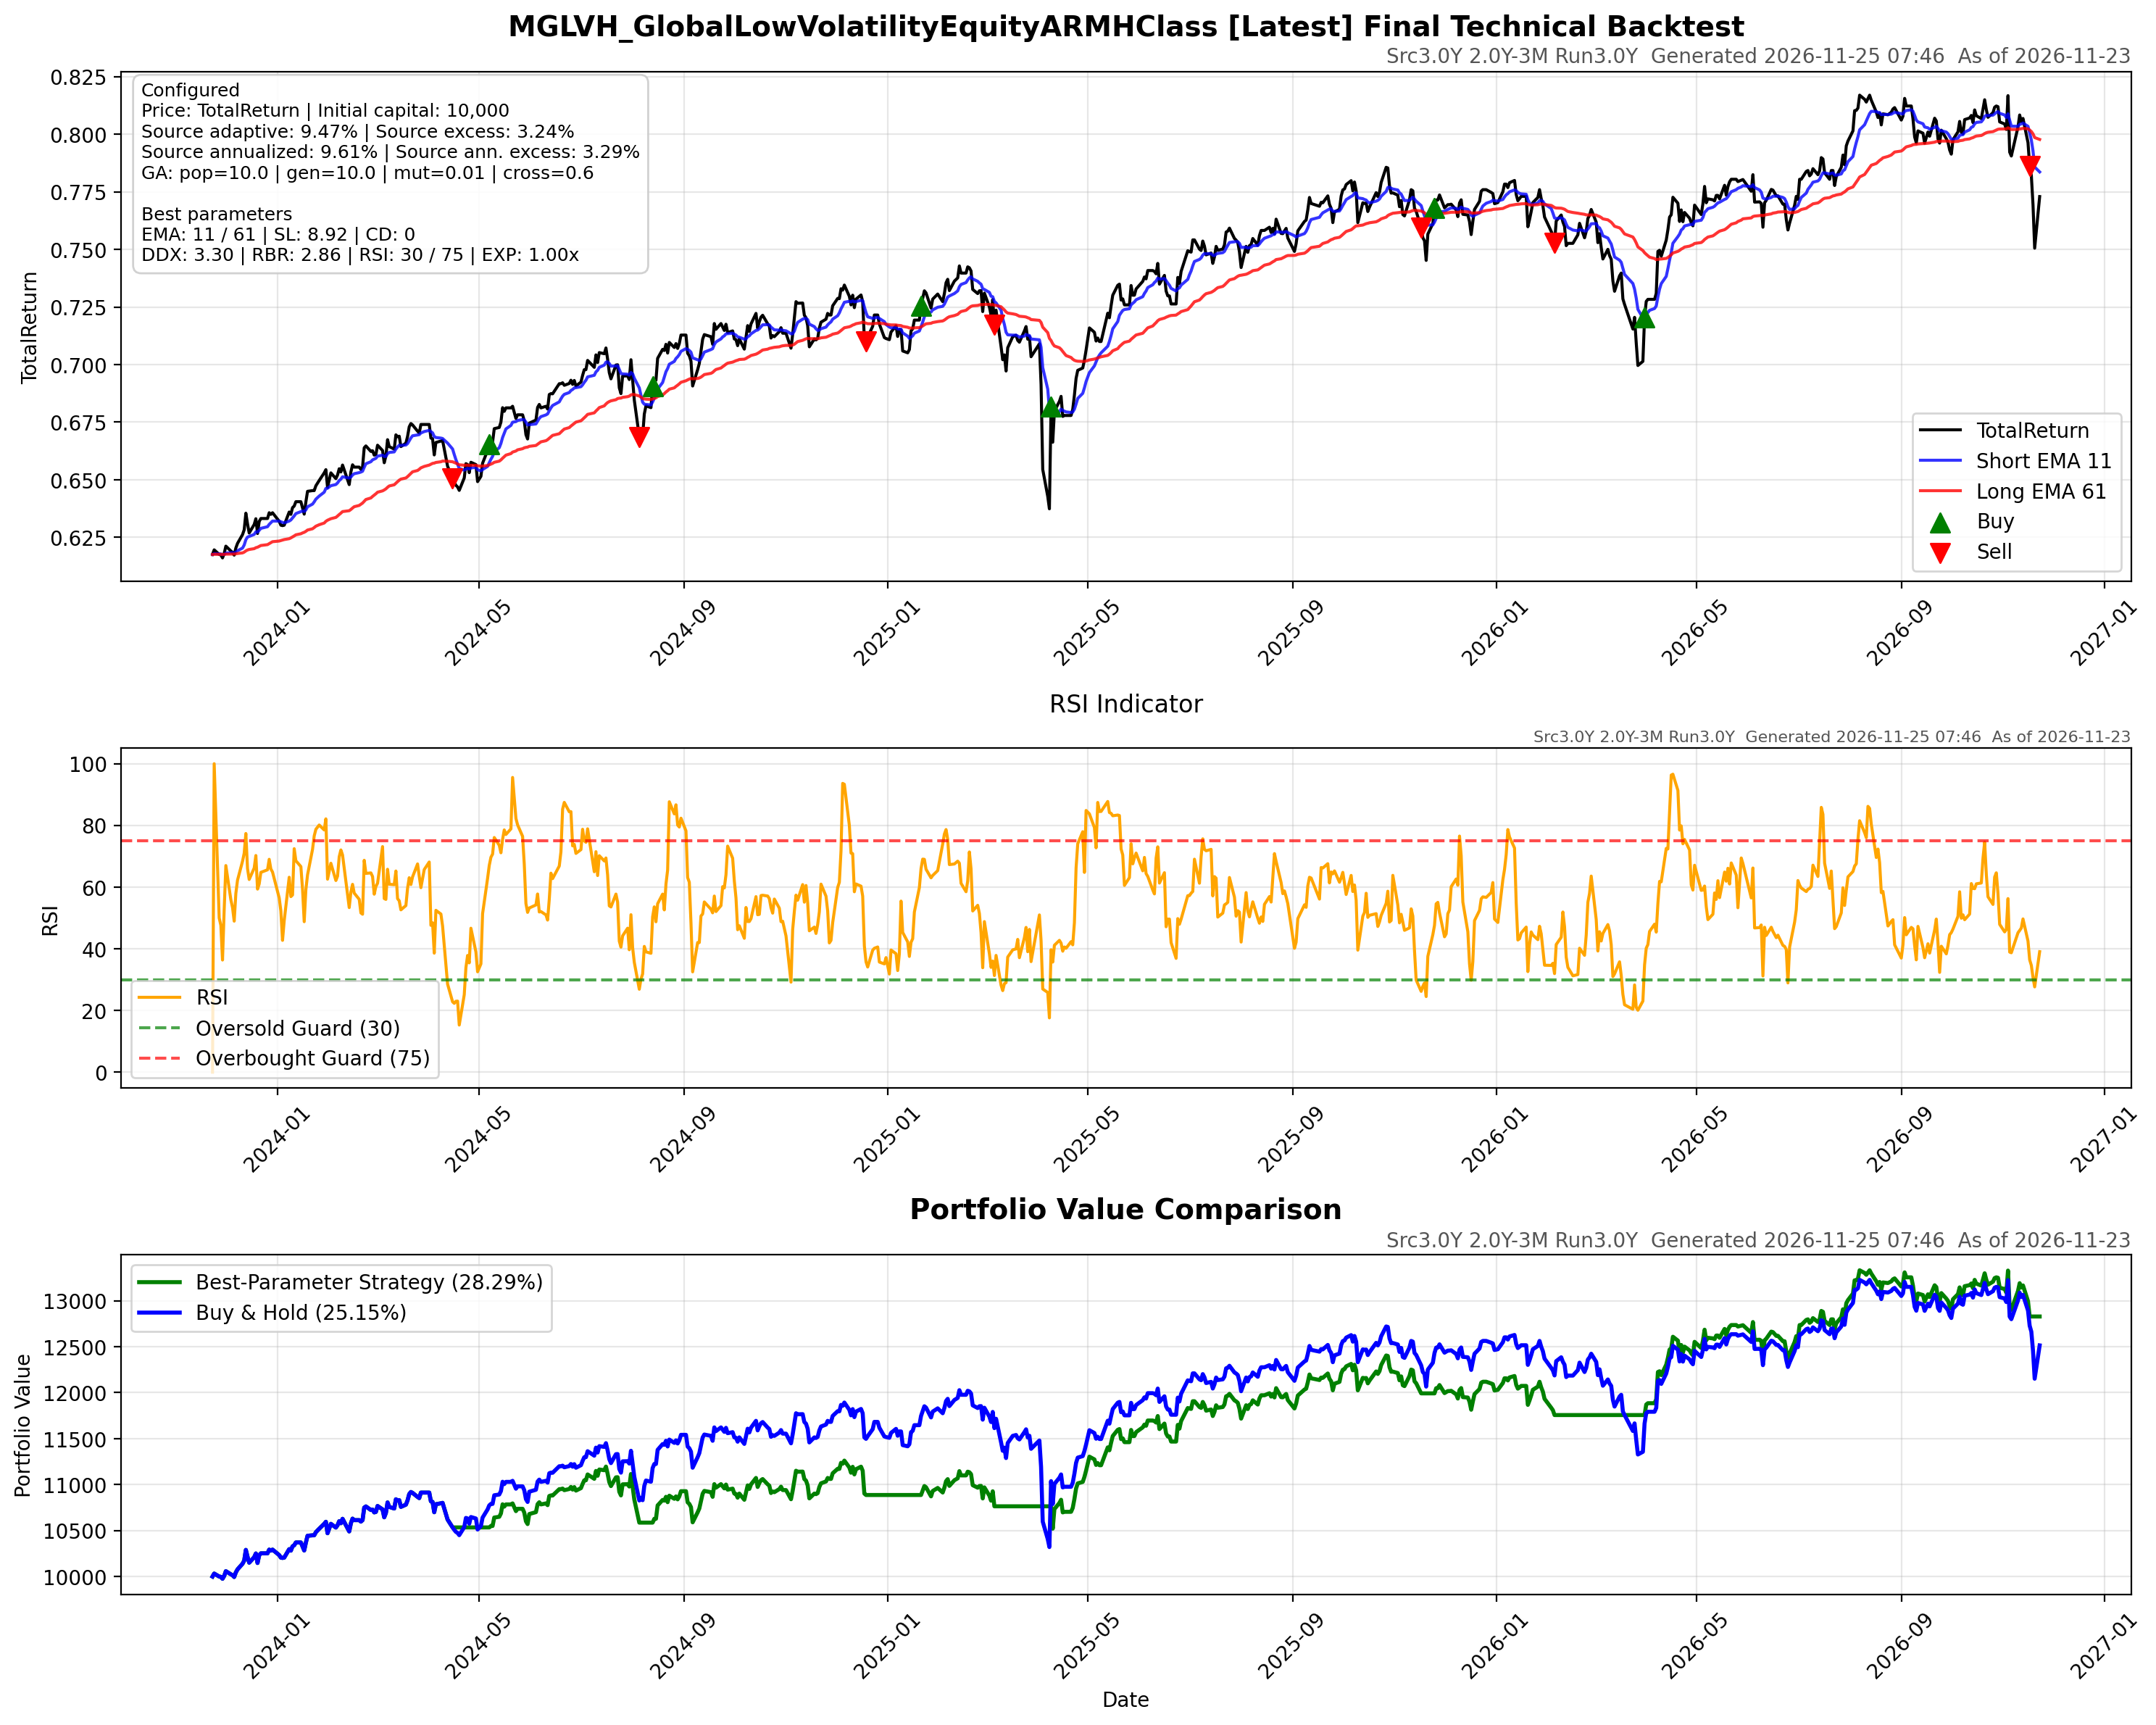 MGLVH_GlobalLowVolatilityEquityARMHClass [Latest] Final Technical Backtest
Src3.0Y 2.0Y-3M Run3.0Y  Generated 2026-11-25 07:46  As of 2026-11-23
Configured
Price: TotalReturn | Initial capital: 10,000
Source adaptive: 9.47% | Source excess: 3.24%
Source annualized: 9.61% | Source ann. excess: 3.29%
GA: pop=10.0 | gen=10.0 | mut=0.01 | cross=0.6
Best parameters
EMA: 11 / 61 | SL: 8.92 | CD: 0
DDX: 3.30 | RBR: 2.86 | RSI: 30 / 75 | EXP: 1.00x
TotalReturn
0.825
0.800
0.775
0.750
0.725
0.700
0.675
0.650
0.625
TotalReturn
Short EMA 11
Long EMA 61
Buy
Sell
2024-01
2024-05
2024-09
2025-01
2025-05
2025-09
2026-01
2026-05
2026-09
2027-01
RSI Indicator
Src3.0Y 2.0Y-3M Run3.0Y  Generated 2026-11-25 07:46  As of 2026-11-23
RSI
100
80
60
40
20
0
RSI
Oversold Guard (30)
Overbought Guard (75)
2024-01
2024-05
2024-09
2025-01
2025-05
2025-09
2026-01
2026-05
2026-09
2027-01
Portfolio Value Comparison
Src3.0Y 2.0Y-3M Run3.0Y  Generated 2026-11-25 07:46  As of 2026-11-23
Best-Parameter Strategy (28.29%)
Buy & Hold (25.15%)
Portfolio Value
13000
12500
12000
11500
11000
10500
10000
2024-01
2024-05
2024-09
2025-01
2025-05
2025-09
2026-01
2026-05
2026-09
2027-01
Date